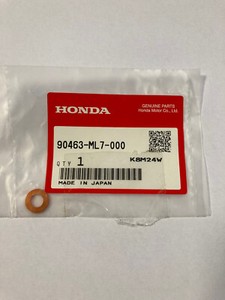 HONDA
GENUINE PARTS
Honda Motor Co., Ltd.
90463-ML7-000
K8M24W
QTY 1
MADE IN JAPAN